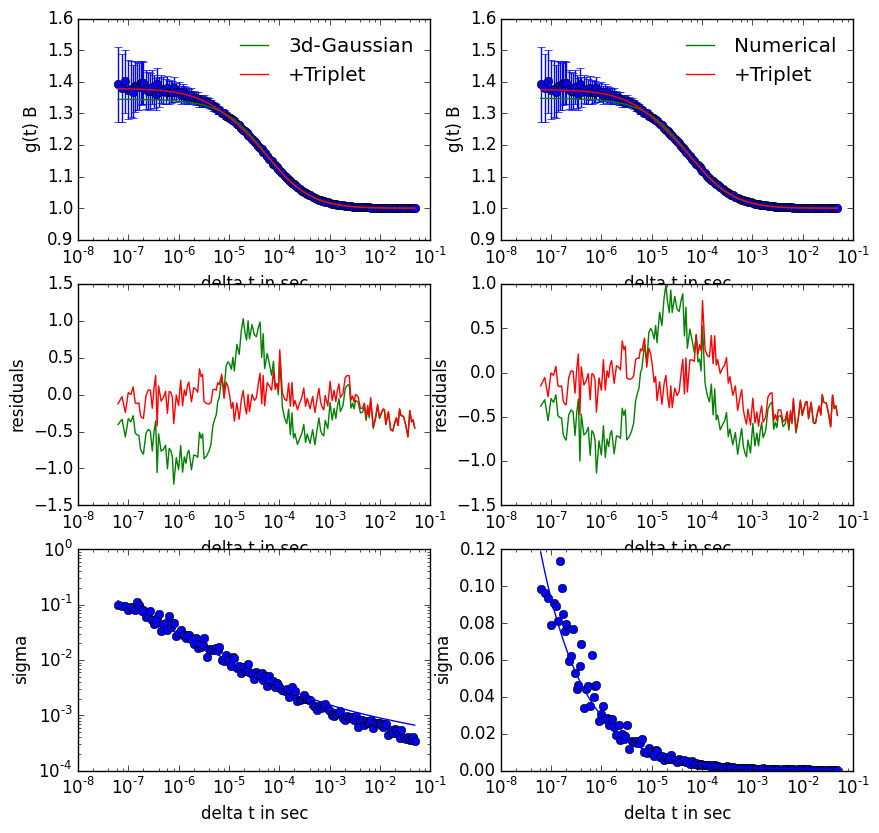 1.6
1.5
1.4
1.3
1.2
1.1
1.0
0.9
g(t) B
3d-Gaussian
+Triplet
10⁻⁸ 10⁻⁷ 10⁻⁶ 10⁻⁵ 10⁻⁴ 10⁻³ 10⁻² 10⁻¹
delta t in sec
1.6
1.5
1.4
1.3
1.2
1.1
1.0
0.9
g(t) B
Numerical
+Triplet
10⁻⁸ 10⁻⁷ 10⁻⁶ 10⁻⁵ 10⁻⁴ 10⁻³ 10⁻² 10⁻¹
delta t in sec
1.5
1.0
0.5
0.0
−0.5
−1.0
−1.5
residuals
10⁻⁸ 10⁻⁷ 10⁻⁶ 10⁻⁵ 10⁻⁴ 10⁻³ 10⁻² 10⁻¹
delta t in sec
1.0
0.5
0.0
−0.5
−1.0
−1.5
residuals
10⁻⁸ 10⁻⁷ 10⁻⁶ 10⁻⁵ 10⁻⁴ 10⁻³ 10⁻² 10⁻¹
delta t in sec
10⁰
10⁻¹
10⁻²
10⁻³
10⁻⁴
sigma
10⁻⁸ 10⁻⁷ 10⁻⁶ 10⁻⁵ 10⁻⁴ 10⁻³ 10⁻² 10⁻¹
delta t in sec
0.12
0.10
0.08
0.06
0.04
0.02
0.00
sigma
10⁻⁸ 10⁻⁷ 10⁻⁶ 10⁻⁵ 10⁻⁴ 10⁻³ 10⁻² 10⁻¹
delta t in sec